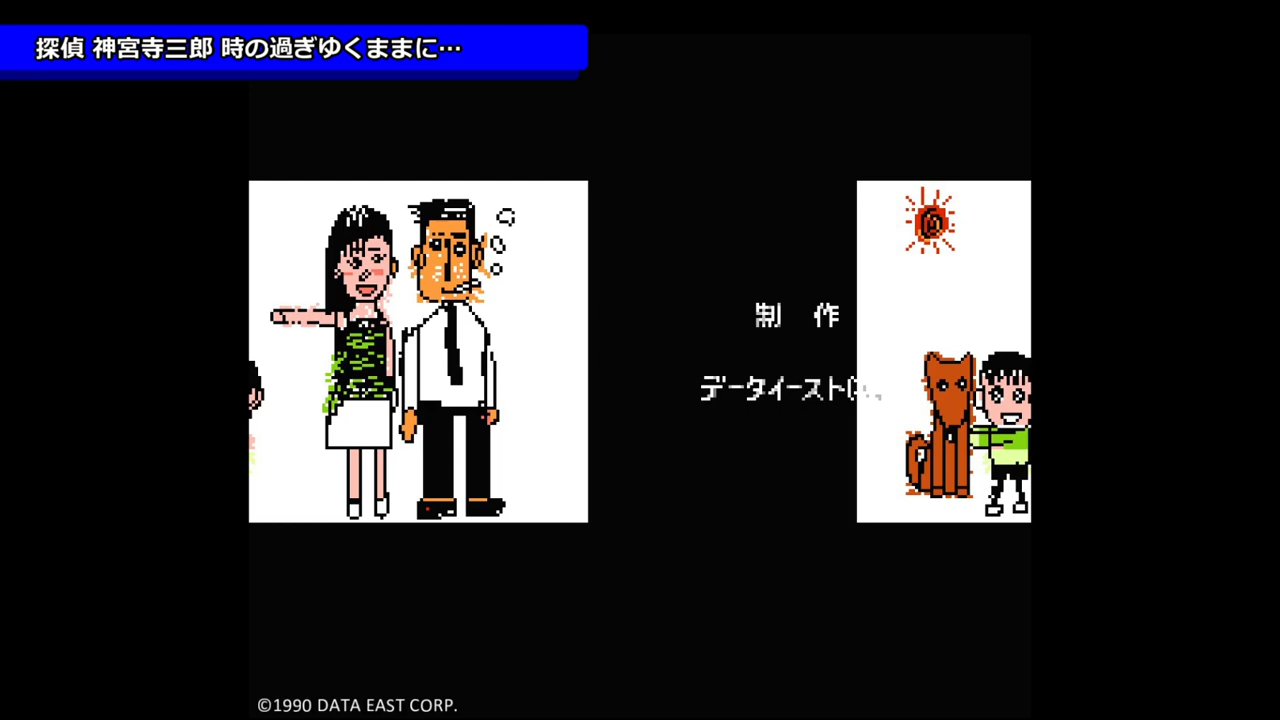 探偵 神宮寺三郎 時の過ぎゆくままに…
制 作
データイースト
©1990 DATA EAST CORP.